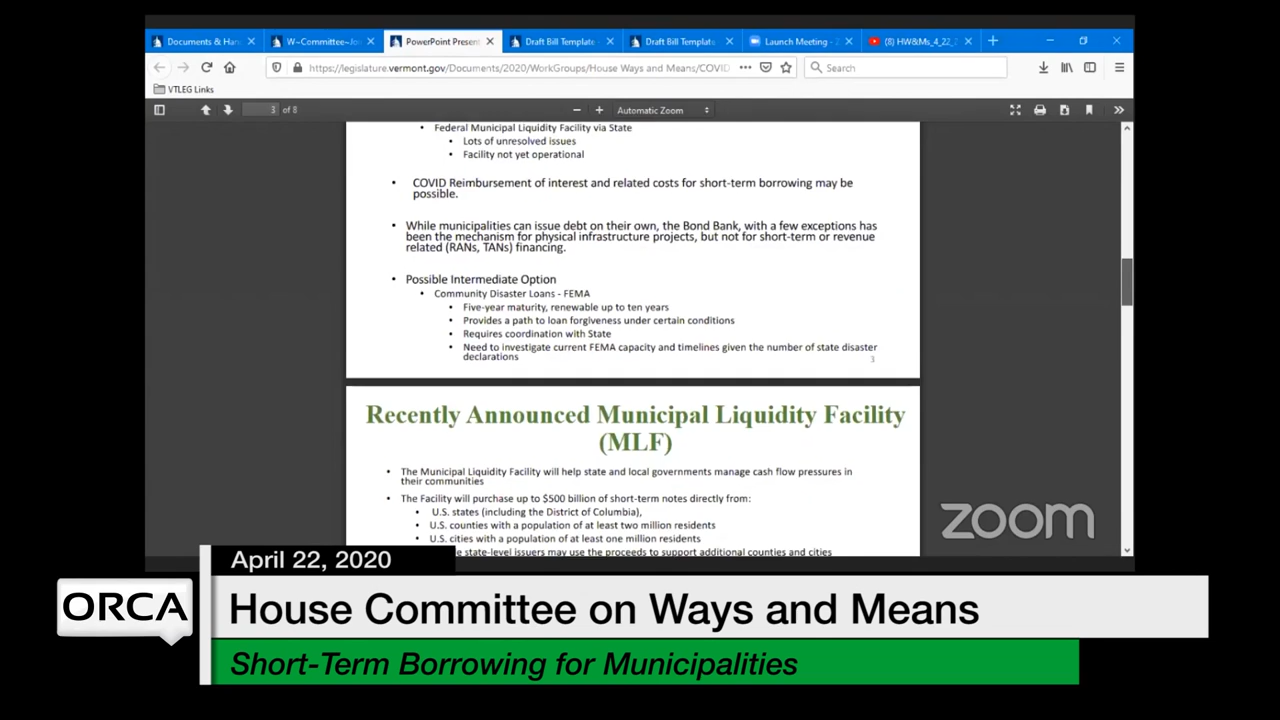 Documents & Han
W~Committee~Jou
PowerPoint Present
Draft Bill Template
Draft Bill Template
Launch Meeting -
(8) HW&Ms_4_22_
https://legislature.vermont.gov/Documents/2020/WorkGroups/House Ways and Means/COVID
Search
VTLEG Links
3 of 8
Automatic Zoom
• Federal Municipal Liquidity Facility via State
• Lots of unresolved issues
• Facility not yet operational
• COVID Reimbursement of interest and related costs for short-term borrowing may be
possible.
• While municipalities can issue debt on their own, the Bond Bank, with a few exceptions has
been the mechanism for physical infrastructure projects, but not for short-term or revenue
related (RANs, TANs) financing.
• Possible Intermediate Option
• Community Disaster Loans - FEMA
• Five-year maturity, renewable up to ten years
• Provides a path to loan forgiveness under certain conditions
• Requires coordination with State
• Need to investigate current FEMA capacity and timelines given the number of state disaster
declarations
3
Recently Announced Municipal Liquidity Facility
(MLF)
• The Municipal Liquidity Facility will help state and local governments manage cash flow pressures in
their communities
• The Facility will purchase up to $500 billion of short-term notes directly from:
• U.S. states (including the District of Columbia),
• U.S. counties with a population of at least two million residents
• U.S. cities with a population of at least one million residents
state-level issuers may use the proceeds to support additional counties and cities
zoom
April 22, 2020
ORCA
House Committee on Ways and Means
Short-Term Borrowing for Municipalities